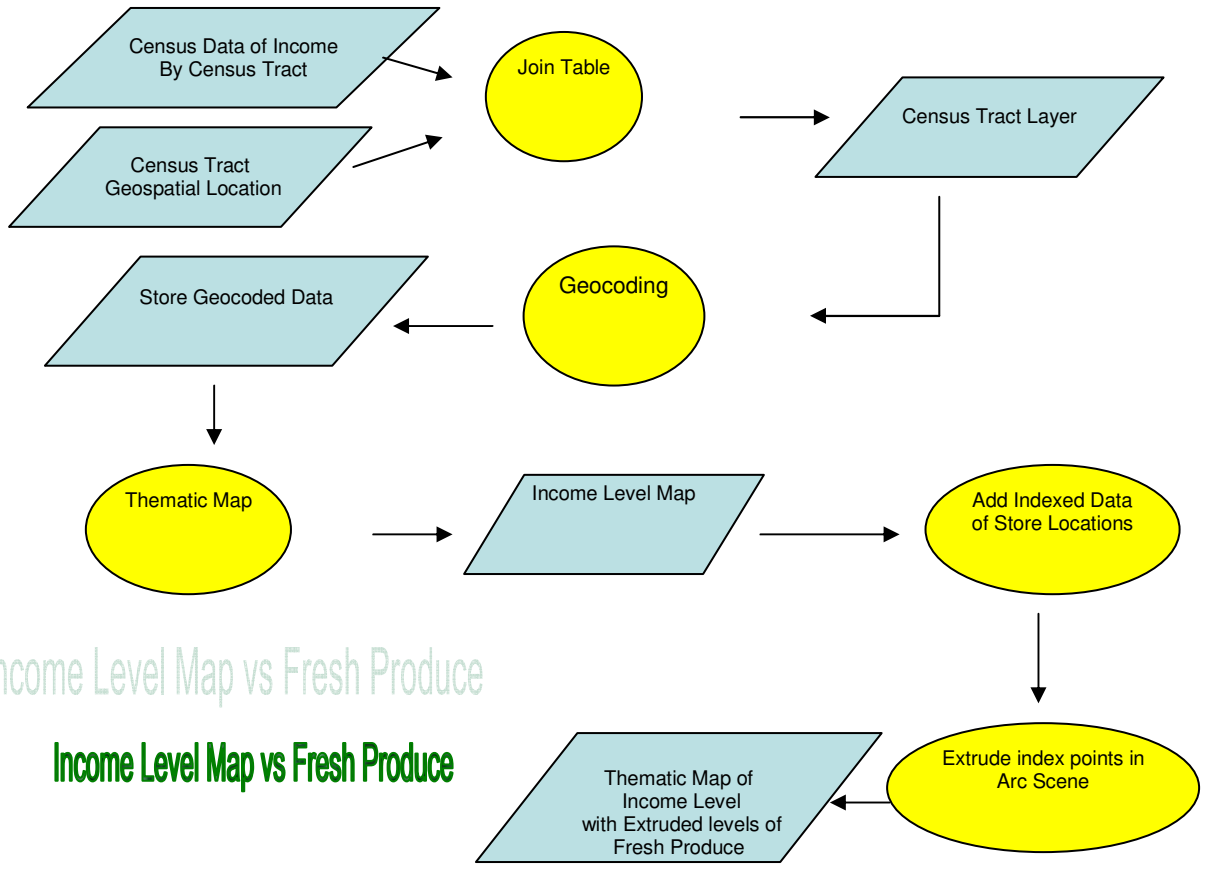 Census Data of Income
By Census Tract
Join Table
Census Tract Layer
Census Tract
Geospatial Location
Geocoding
Store Geocoded Data
Thematic Map
Income Level Map
Add Indexed Data
of Store Locations
ncome Level Map vs Fresh Produce
Income Level Map vs Fresh Produce
Extrude index points in
Arc Scene
Thematic Map of
Income Level
with Extruded levels of
Fresh Produce